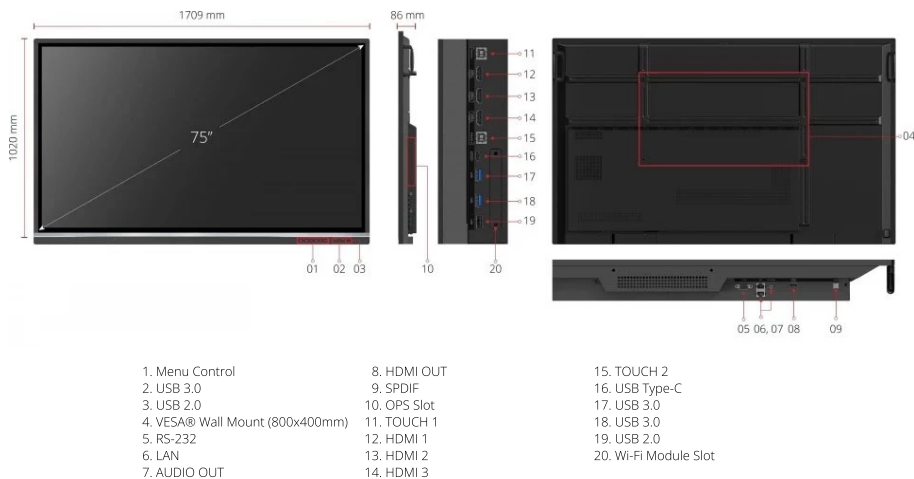 1709 mm
86 mm
1020 mm
75"
11
12
13
14
15
16
17
18
19
20
04
01 02 03
10
05 06, 07 08 09
1. Menu Control
2. USB 3.0
3. USB 2.0
4. VESA® Wall Mount (800x400mm)
5. RS-232
6. LAN
7. AUDIO OUT
8. HDMI OUT
9. SPDIF
10. OPS Slot
11. TOUCH 1
12. HDMI 1
13. HDMI 2
14. HDMI 3
15. TOUCH 2
16. USB Type-C
17. USB 3.0
18. USB 3.0
19. USB 2.0
20. Wi-Fi Module Slot